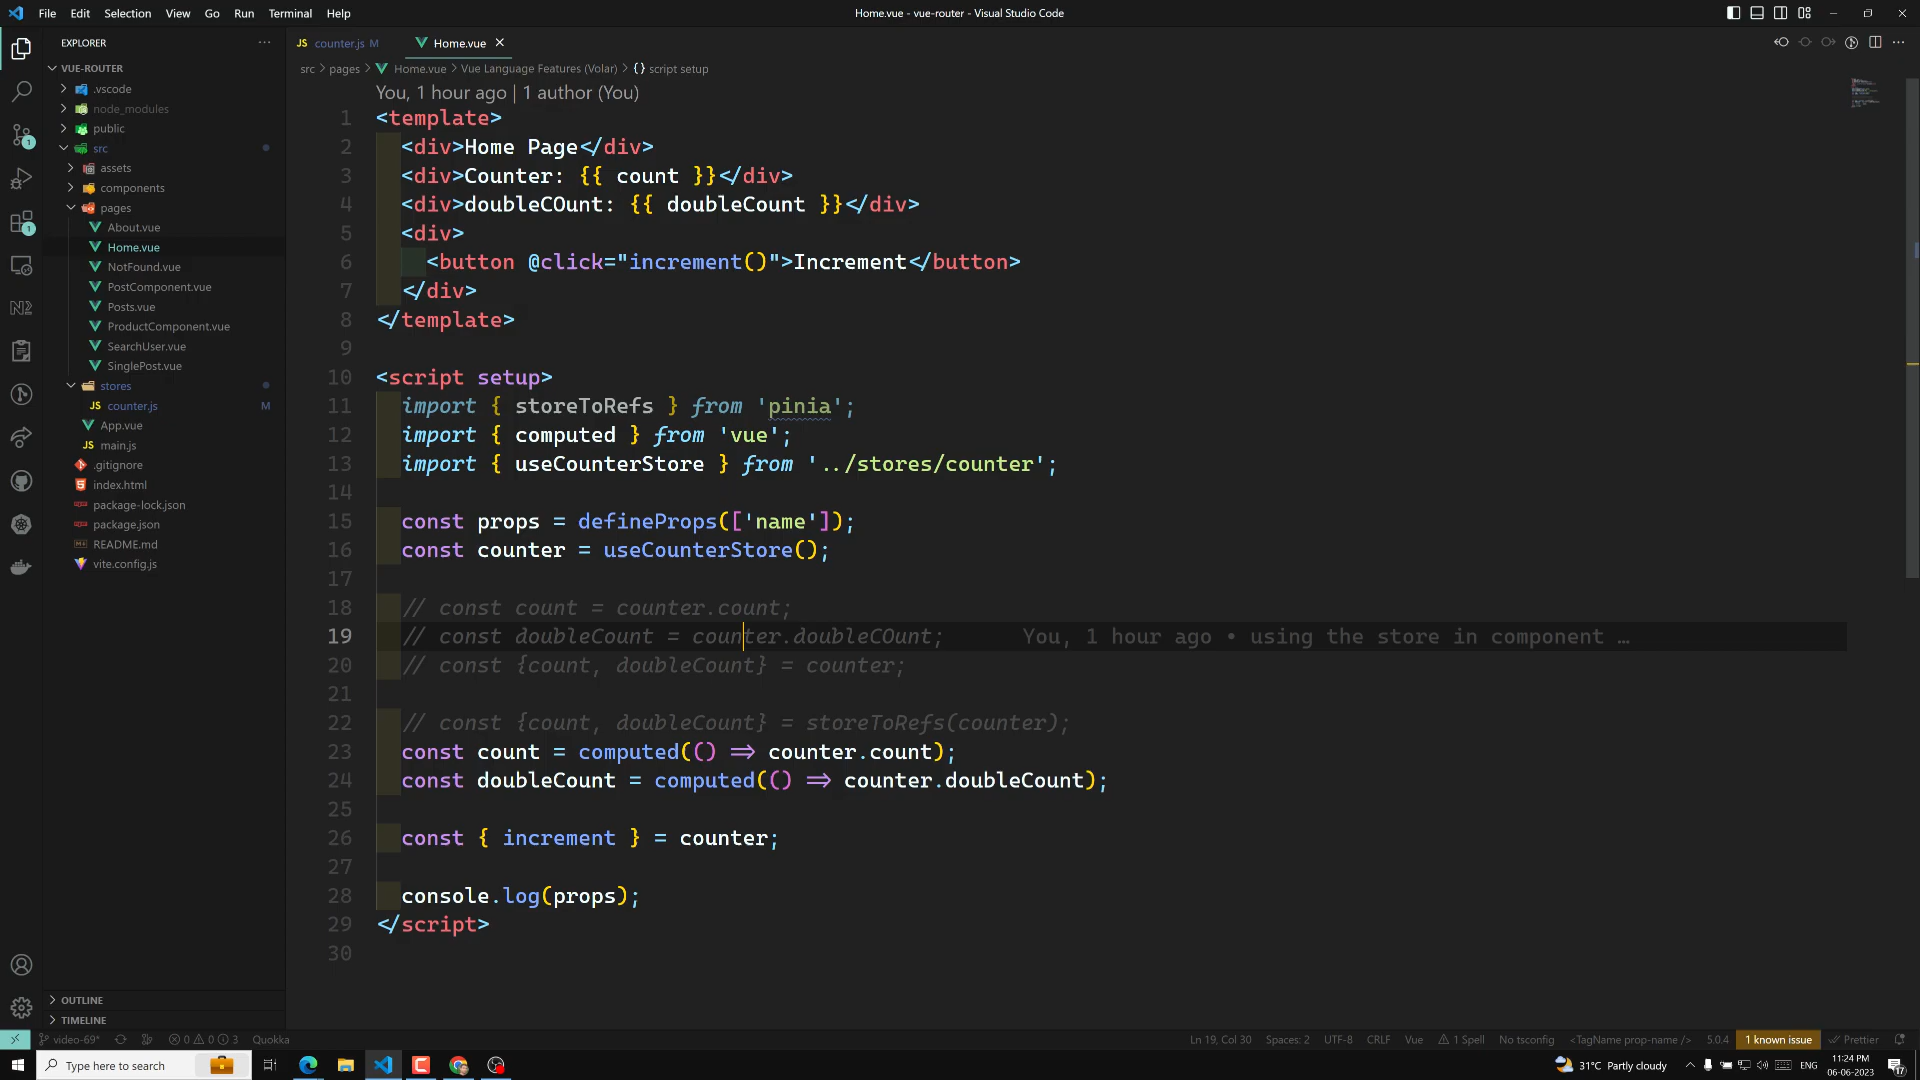 File Edit Selection View Go Run Terminal Help
Home.vue - vue-router - Visual Studio Code
EXPLORER
VUE-ROUTER
.vscode
node_modules
public
src
assets
components
pages
About.vue
Home.vue
NotFound.vue
PostComponent.vue
Posts.vue
ProductComponent.vue
SearchUser.vue
SinglePost.vue
stores
JS counter.js M
App.vue
JS main.js
.gitignore
index.html
package-lock.json
package.json
README.md
vite.config.js
OUTLINE
TIMELINE
JS counter.js M Home.vue
src > pages > Home.vue > Vue Language Features (Volar) > {} script setup
You, 1 hour ago | 1 author (You)
1 <template>
2 <div>Home Page</div>
3 <div>Counter: {{ count }}</div>
4 <div>doubleCOunt: {{ doubleCount }}</div>
5 <div>
6 <button @click="increment()">Increment</button>
7 </div>
8 </template>
9
10 <script setup>
11 import { storeToRefs } from 'pinia';
12 import { computed } from 'vue';
13 import { useCounterStore } from '../stores/counter';
14
15 const props = defineProps(['name']);
16 const counter = useCounterStore();
17
18 // const count = counter.count;
19 // const doubleCount = counter.doubleCOunt; You, 1 hour ago • using the store in component …
20 // const {count, doubleCount} = counter;
21
22 // const {count, doubleCount} = storeToRefs(counter);
23 const count = computed(() => counter.count);
24 const doubleCount = computed(() => counter.doubleCount);
25
26 const { increment } = counter;
27
28 console.log(props);
29 </script>
30
video-69* 0 0 3 Quokka
Ln 19, Col 30 Spaces: 2 UTF-8 CRLF Vue 1 Spell No tsconfig <TagName prop-name /> 5.0.4 1 known issue Prettier
Type here to search
31°C Partly cloudy ENG 11:24 PM 06-06-2023 17